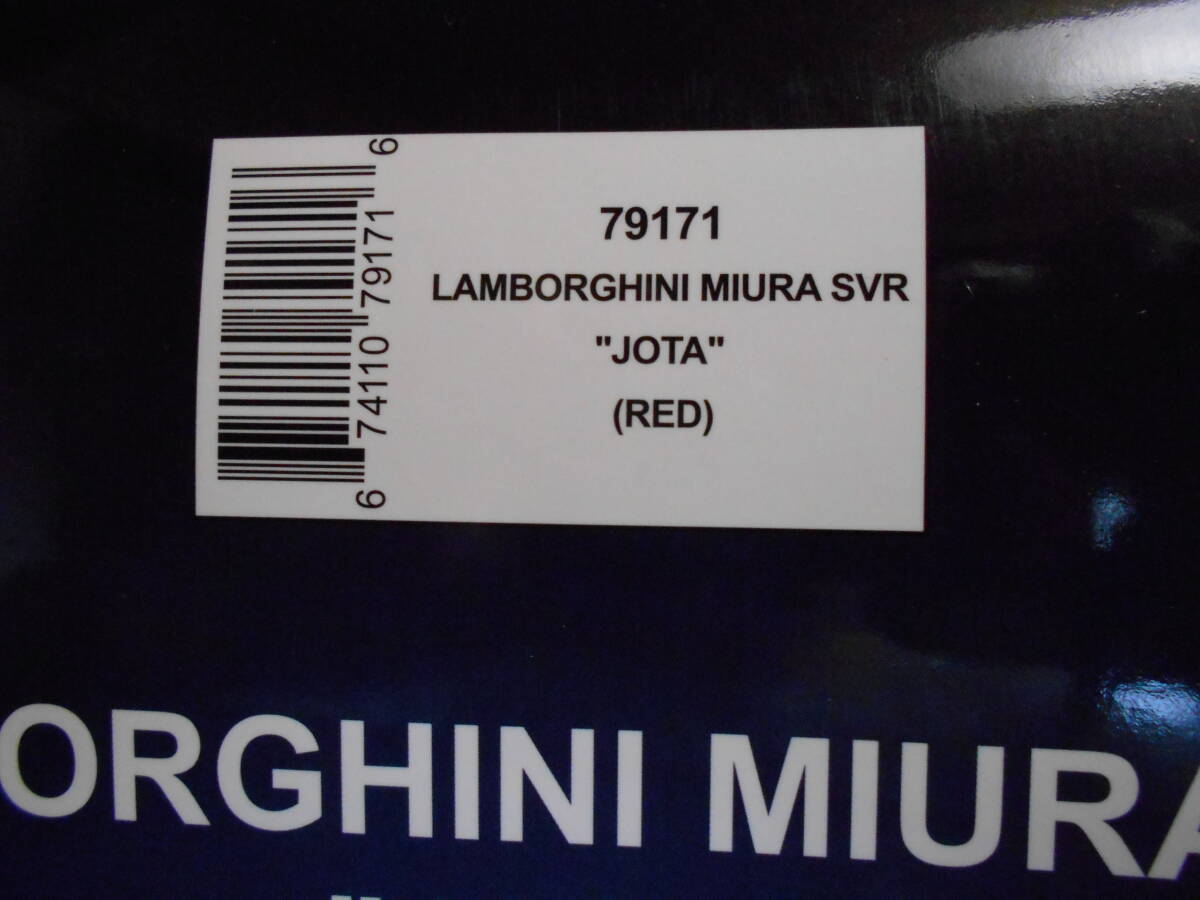 6 74110 79171 6
79171
LAMBORGHINI MIURA SVR
"JOTA"
(RED)
ORGHINI MIURA
"